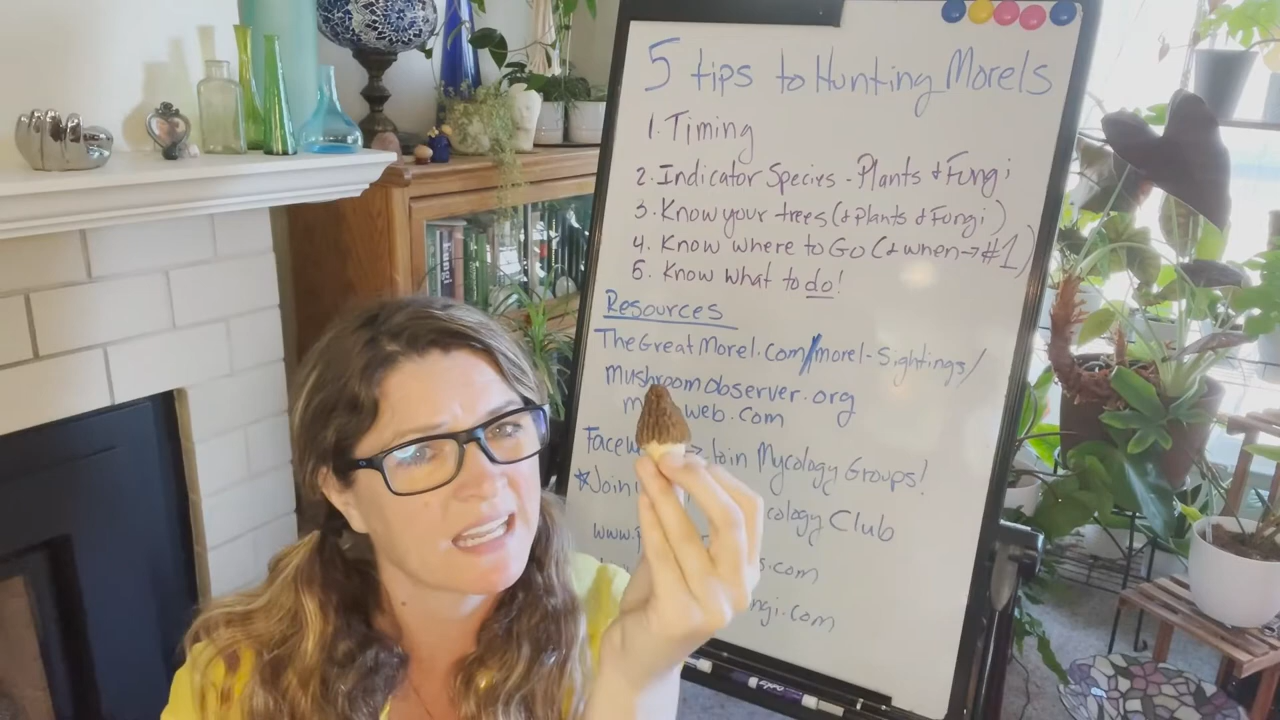 5 tips to Hunting Morels
1. Timing
2. Indicator Species - Plants & Fungi
3. Know your trees (& Plants & Fungi)
4. Know where to Go (& when → #1)
5. Know what to do!
Resources
TheGreatMorel.com/morel-sightings/
mushroomobserver.org
web.com
Join Mycology Groups!
*Join Club
www.
.com
.com